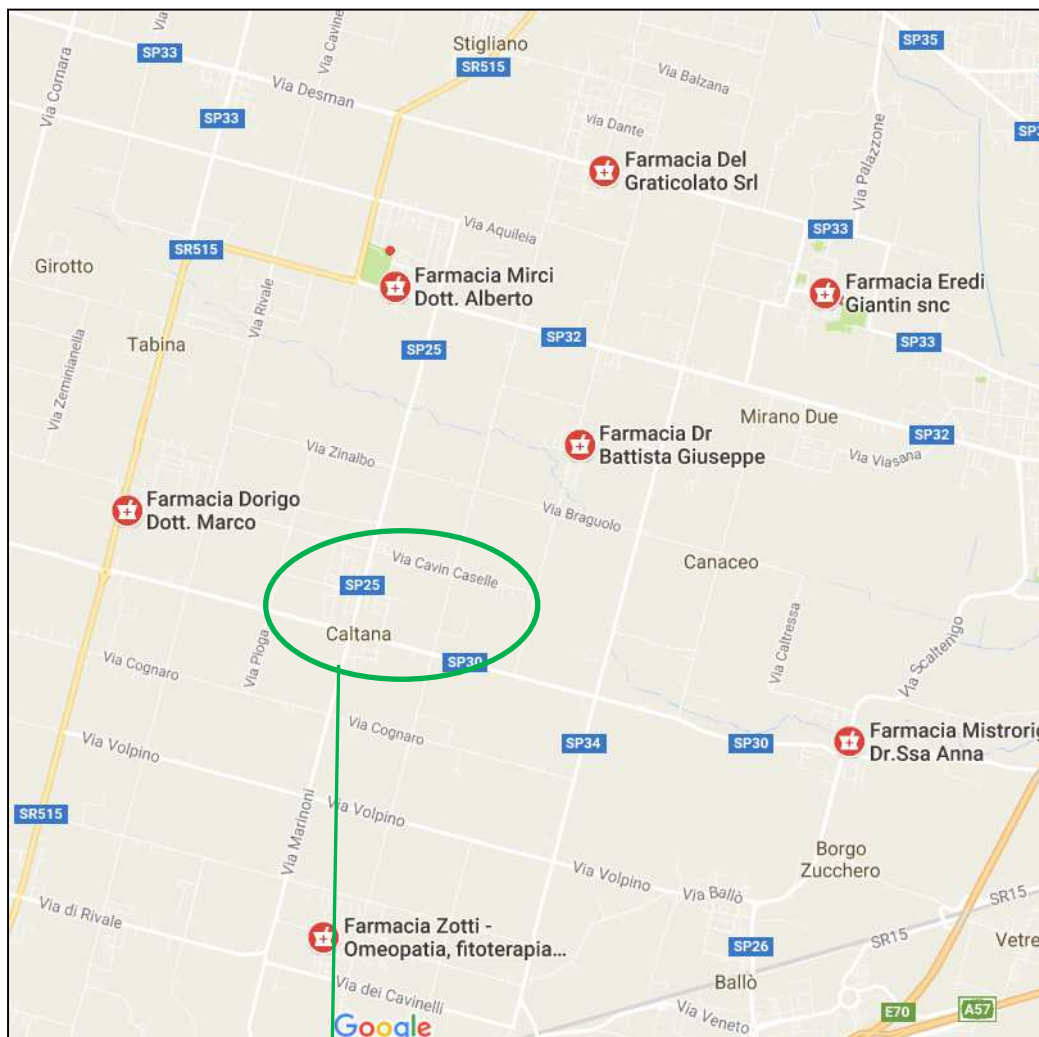 Via
SP33
Via Cornara
Via Cavine
Stigliano
SR515
SP35
Via Desman
Via Balzana
SP33
via Dante
Farmacia Del
Graticolato Srl
Via Palazzone
Via Aquileia
SP33
SR515
Girotto
Farmacia Mirci
Dott. Alberto
Farmacia Eredi
Giantin snc
Via Rivale
Tabina
SP25
SP32
SP33
Via Zeminianella
Mirano Due
Farmacia Dr
Battista Giuseppe
SP32
Via Viasana
Via Zinalbo
Farmacia Dorigo
Dott. Marco
Via Braguolo
Via Cavin Caselle
Canaceo
SP25
Caltana
Via Caltressa
Via Scaltenigo
Via Pioga
SP30
Via Cognaro
Via Cognaro
SP34
SP30
Farmacia Mistrorig
Dr.Ssa Anna
Via Volpino
SR515
Via Volpino
Via Marinoni
Borgo
Zucchero
Via Volpino
Via Ballò
SR15
Via di Rivale
Farmacia Zotti -
Omeopatia, fitoterapia...
SP26
SR15
Vetre
Ballò
Via dei Cavinelli
Via Veneto
E70
A57
Google